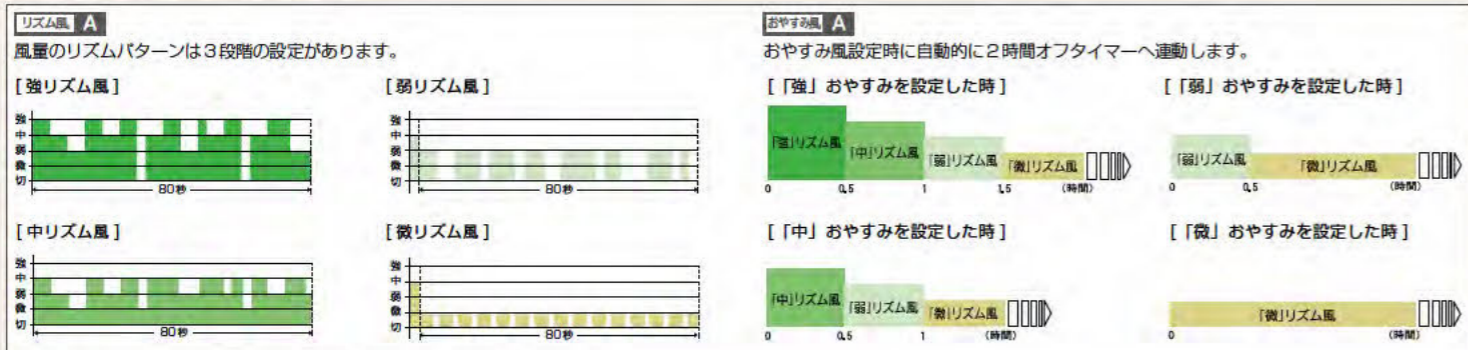 リズム風 A
風量のリズムパターンは3段階の設定があります。
[強リズム風]
強
中
弱
微
切
80秒
[弱リズム風]
強
中
弱
微
切
80秒
[中リズム風]
強
中
弱
微
切
80秒
[微リズム風]
強
中
弱
微
切
80秒
おやすみ風 A
おやすみ風設定時に自動的に2時間オフタイマーへ連動します。
[「強」おやすみを設定した時]
「強」リズム風
「中」リズム風
「弱」リズム風
「微」リズム風
0 0.5 1 1.5 (時間)
[「弱」おやすみを設定した時]
「弱」リズム風
「微」リズム風
0 0.5 (時間)
[「中」おやすみを設定した時]
「中」リズム風
「弱」リズム風
「微」リズム風
0 0.5 1 (時間)
[「微」おやすみを設定した時]
「微」リズム風
0 (時間)